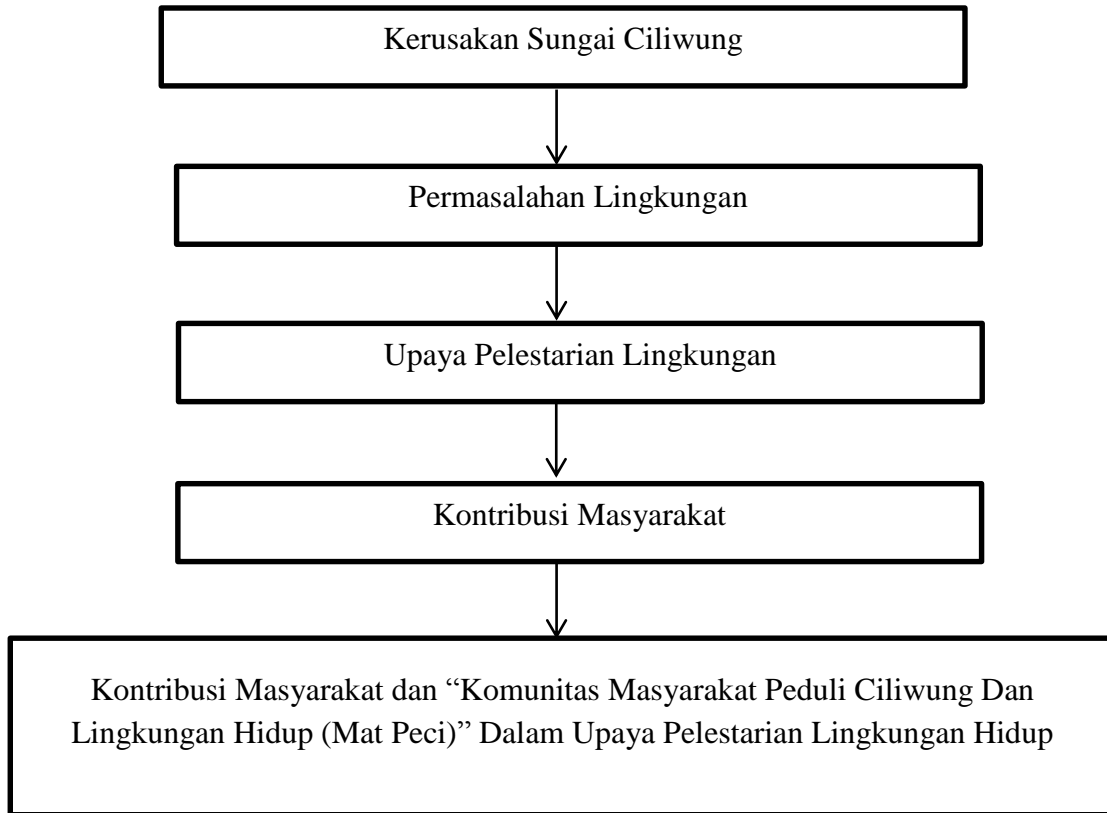 Kerusakan Sungai Ciliwung
Permasalahan Lingkungan
Upaya Pelestarian Lingkungan
Kontribusi Masyarakat
Kontribusi Masyarakat dan “Komunitas Masyarakat Peduli Ciliwung Dan
Lingkungan Hidup (Mat Peci)” Dalam Upaya Pelestarian Lingkungan Hidup